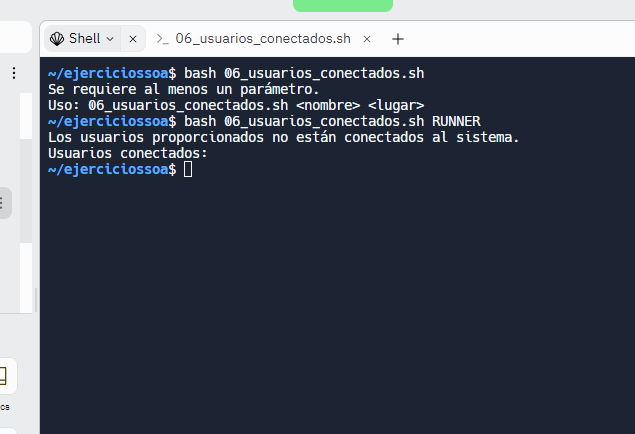 Shell
06_usuarios_conectados.sh
~/ejerciciossoa$ bash 06_usuarios_conectados.sh
Se requiere al menos un parámetro.
Uso: 06_usuarios_conectados.sh <nombre> <lugar>
~/ejerciciossoa$ bash 06_usuarios_conectados.sh RUNNER
Los usuarios proporcionados no están conectados al sistema.
Usuarios conectados:
~/ejerciciossoa$
cs